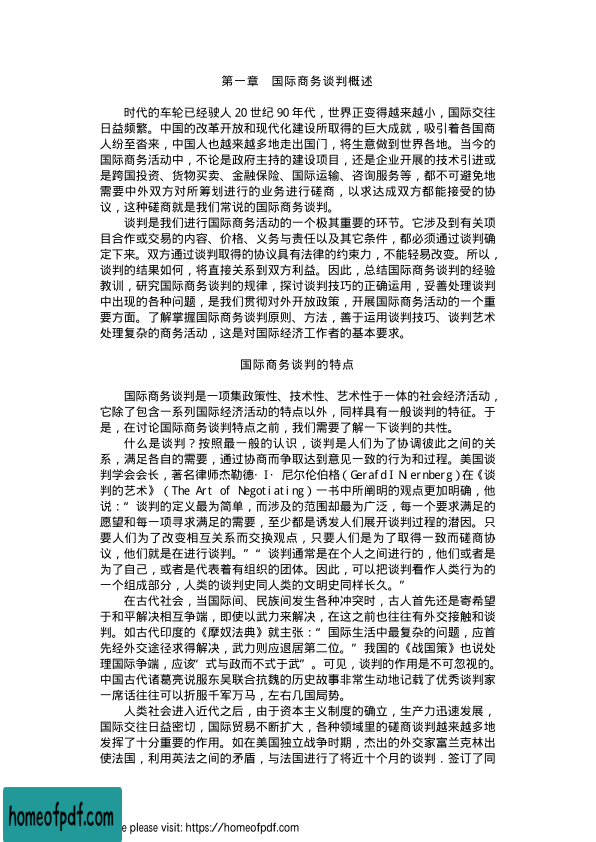 第一章　国际商务谈判概述
时代的车轮已经驶人 20 世纪 90 年代，世界正变得越来越小，国际交往
日益频繁。中国的改革开放和现代化建设所取得的巨大成就，吸引着各国商
人纷至沓来，中国人也越来越多地走出国门，将生意做到世界各地。当今的
国际商务活动中，不论是政府主持的建设项目，还是企业开展的技术引进或
是跨国投资、货物买卖、金融保险、国际运输、咨询服务等，都不可避免地
需要中外双方对所筹划进行的业务进行磋商，以求达成双方都能接受的协
议，这种磋商就是我们常说的国际商务谈判。
谈判是我们进行国际商务活动的一个极其重要的环节。它涉及到有关项
目合作或交易的内容、价格、义务与责任以及其它条件，都必须通过谈判确
定下来。双方通过谈判取得的协议具有法律的约束力，不能轻易改变。所以，
谈判的结果如何，将直接关系到双方利益。因此，总结国际商务谈判的经验
教训，研究国际商务谈判的规律，探讨谈判技巧的正确运用，妥善处理谈判
中出现的各种问题，是我们贯彻对外开放政策，开展国际商务活动的一个重
要方面。了解掌握国际商务谈判原则、方法，善于运用谈判技巧、谈判艺术
处理复杂的商务活动，这是对国际经济工作者的基本要求。
国际商务谈判的特点
国际商务谈判是一项集政策性、技术性、艺术性于一体的社会经济活动，
它除了包含一系列国际经济活动的特点以外，同样具有一般谈判的特征。于
是，在讨论国际商务谈判特点之前，我们需要了解一下谈判的共性。
什么是谈判？按照最一般的认识，谈判是人们为了协调彼此之间的关
系，满足各自的需要，通过协商而争取达到意见一致的行为和过程。美国谈
判学会会长，著名律师杰勒德·I·尼尔伦伯格（GerafdI Niernberg）在《谈
判的艺术》（The Art of Negotiating）一书中所阐明的观点更加明确，他
说：“谈判的定义最为简单，而涉及的范围却最为广泛，每一个要求满足的
愿望和每一项寻求满足的需要，至少都是诱发人们展开谈判过程的潜因。只
要人们为了改变相互关系而交换观点，只要人们是为了取得一致而磋商协
议，他们就是在进行谈判。”“谈判通常是在个人之间进行的，他们或者是
为了自己，或者是代表着有组织的团体。因此，可以把谈判看作人类行为的
一个组成部分，人类的谈判史同人类的文明史同样长久。”
在古代社会，当国际间、民族间发生各种冲突时，古人首先还是寄希望
于和平解决相互争端，即使以武力来解决，在这之前也往往有外交接触和谈
判。如古代印度的《摩奴法典》就主张：“国际生活中最复杂的问题，应首
先经外交途径求得解决，武力则应退居第二位。”我国的《战国策》也说处
理国际争端，应该“式与政而不式于武”。可见，谈判的作用是不可忽视的。
中国古代诸葛亮说服东吴联合抗魏的历史故事非常生动地记载了优秀谈判家
一席话往往可以折服千军万马，左右几国局势。
人类社会进入近代之后，由于资本主义制度的确立，生产力迅速发展，
国际交往日益密切，国际贸易不断扩大，各种领域里的磋商谈判越来越多地
发挥了十分重要的作用。如在美国独立战争时期，杰出的外交家富兰克林出
使法国，利用英法之间的矛盾，与法国进行了将近十个月的谈判．签订了同
homeofpdf.com
e please visit: https://homeofpdf.com